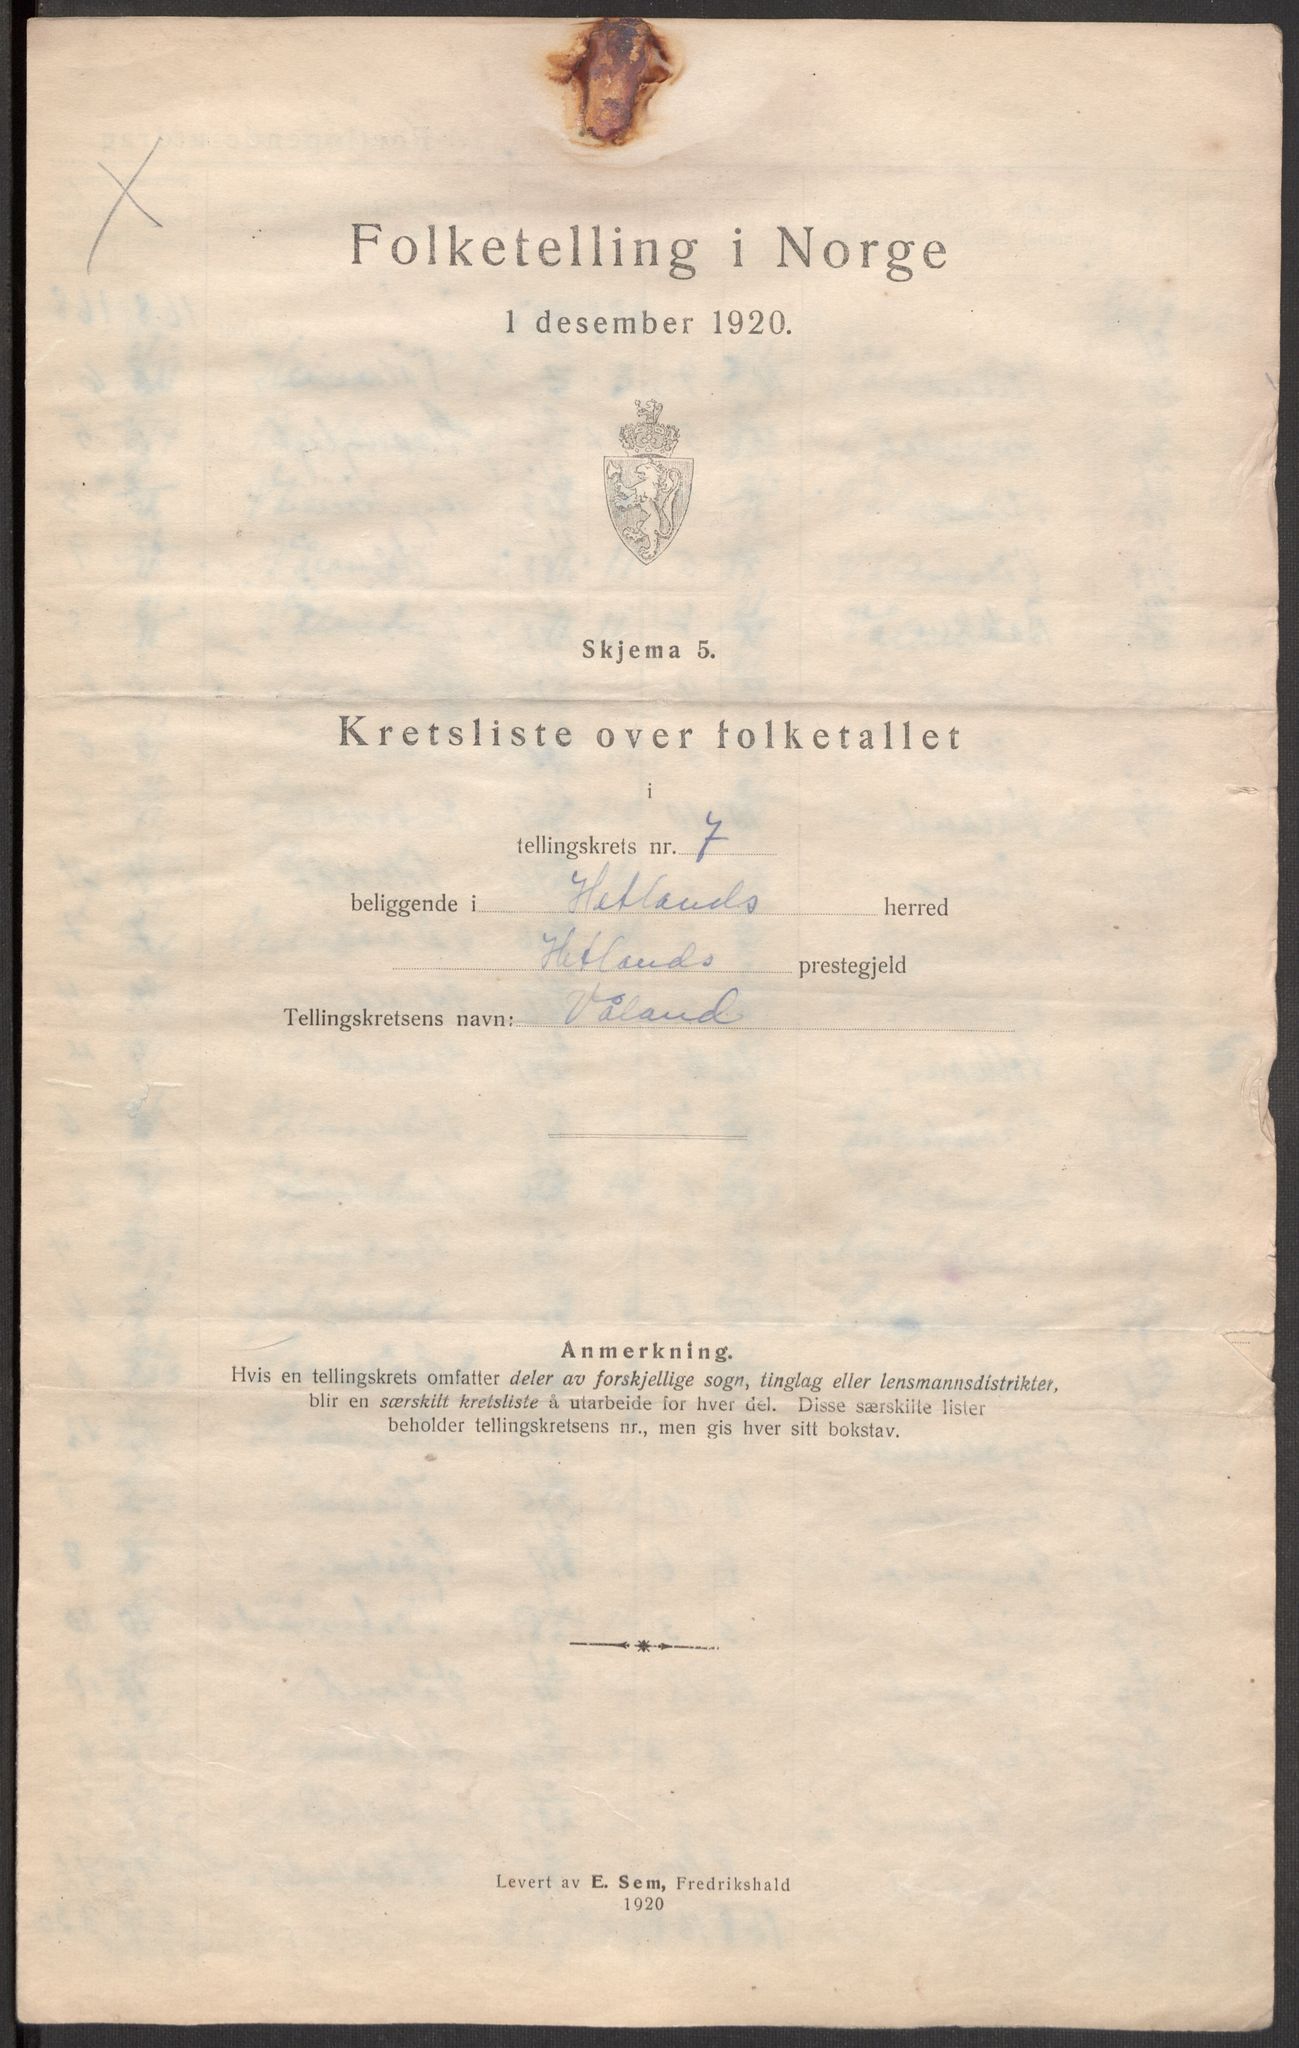 Folketelling i Norge
1 desember 1920.
Skjema 5.
Kretsliste over folketallet
i
tellingskrets nr. 7
beliggende i Hetlands herred
Hetlands prestegjeld
Tellingskretsens navn: Våland
Anmerkning.
Hvis en tellingskrets omfatter deler av forskjellige sogn, tinglag eller lensmannsdistrikter,
blir en særskilt kretsliste å utarbeide for hver del. Disse særskilte lister
beholder tellingskretsens nr., men gis hver sitt bokstav.
Levert av E. Sem, Fredrikshald
1920